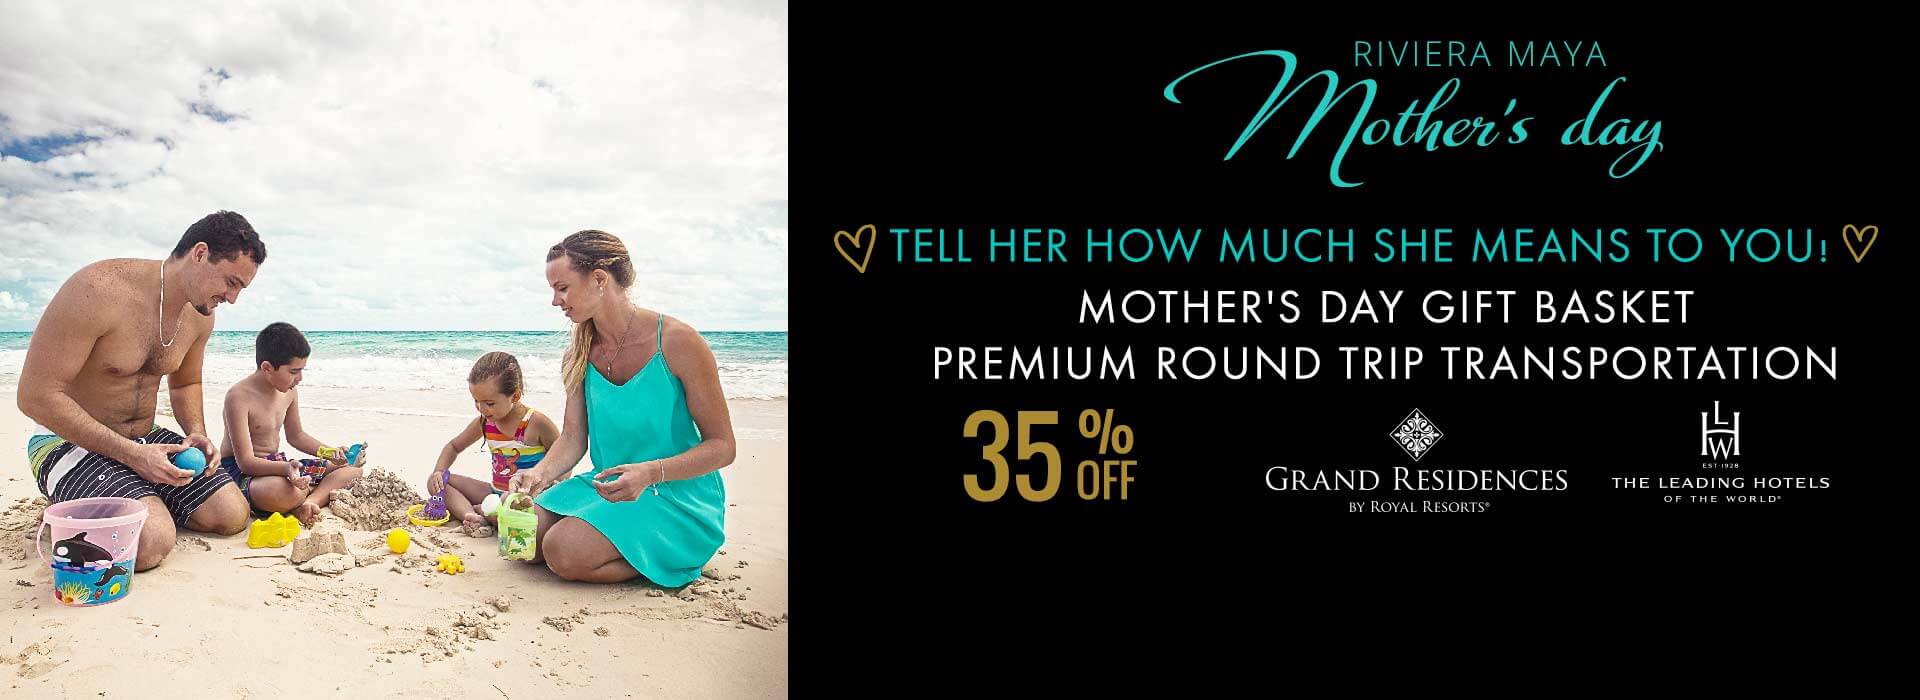 RIVIERA MAYA
Mother's day
TELL HER HOW MUCH SHE MEANS TO YOU!
MOTHER'S DAY GIFT BASKET
PREMIUM ROUND TRIP TRANSPORTATION
35 % OFF
GRAND RESIDENCES
BY ROYAL RESORTS®
LHW
EST·1928
THE LEADING HOTELS
OF THE WORLD®